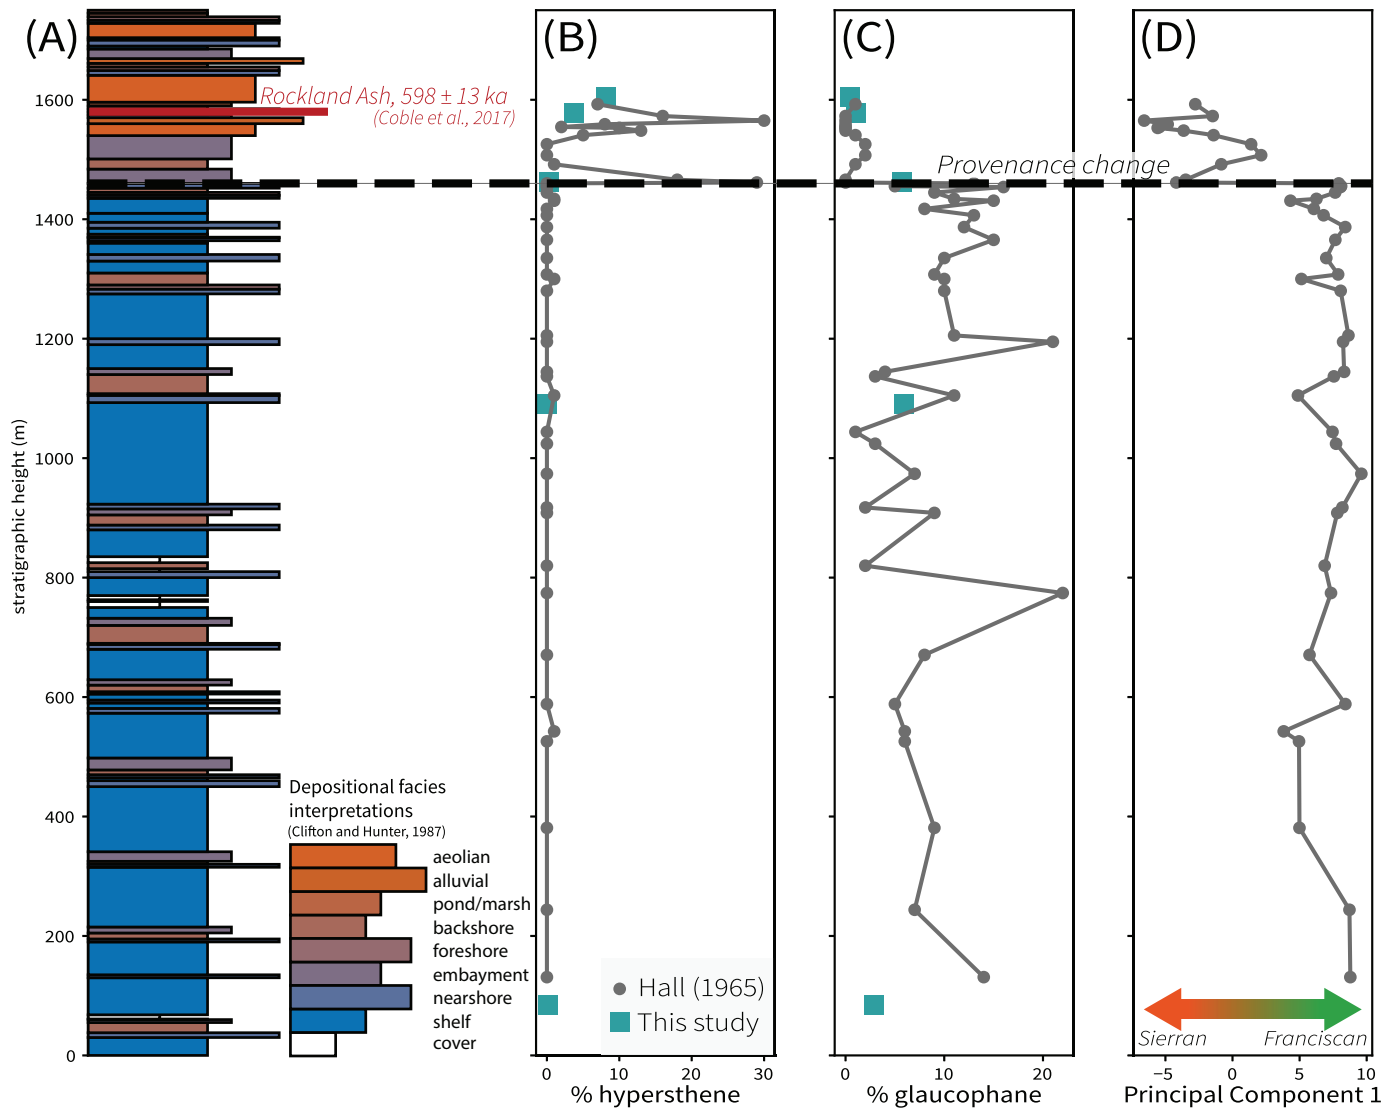 (A)
(B)
(C)
(D)
Rockland Ash, 598 ± 13 ka
(Coble et al., 2017)
Provenance change
stratigraphic height (m)
1600
1400
1200
1000
800
600
400
200
0
Depositional facies
interpretations
(Clifton and Hunter, 1987)
aeolian
alluvial
pond/marsh
backshore
foreshore
embayment
nearshore
shelf
cover
Hall (1965)
This study
Sierran
Franciscan
0 10 20 30
% hypersthene
0 10 20
% glaucophane
−5 0 5 10
Principal Component 1